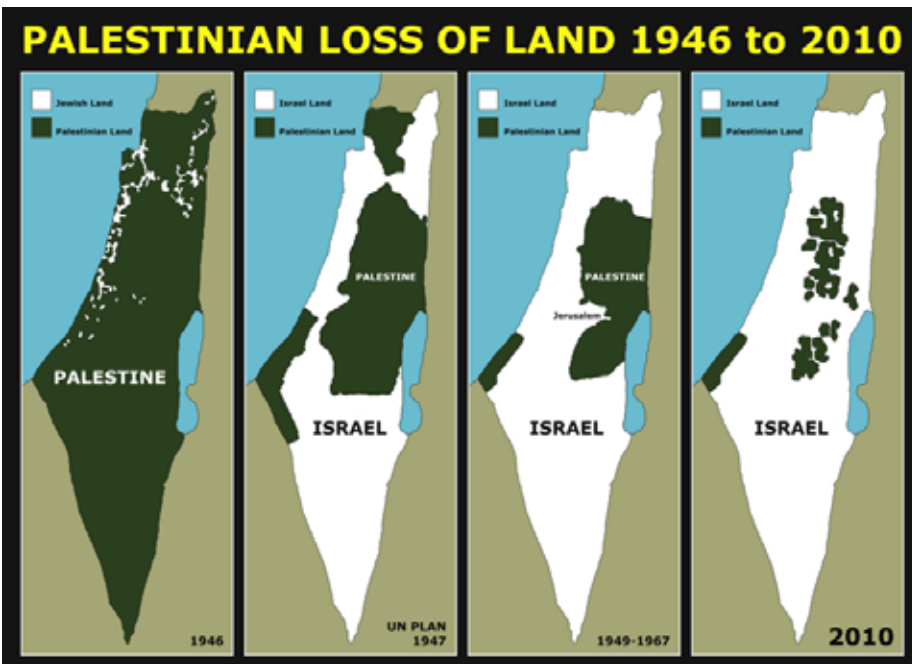 PALESTINIAN LOSS OF LAND 1946 to 2010
Jewish Land
Palestinian Land
PALESTINE
1946
Israel Land
Palestinian Land
PALESTINE
ISRAEL
UN PLAN
1947
Israel Land
Palestinian Land
PALESTINE
Jerusalem
ISRAEL
1949-1967
Israel Land
Palestinian Land
ISRAEL
2010